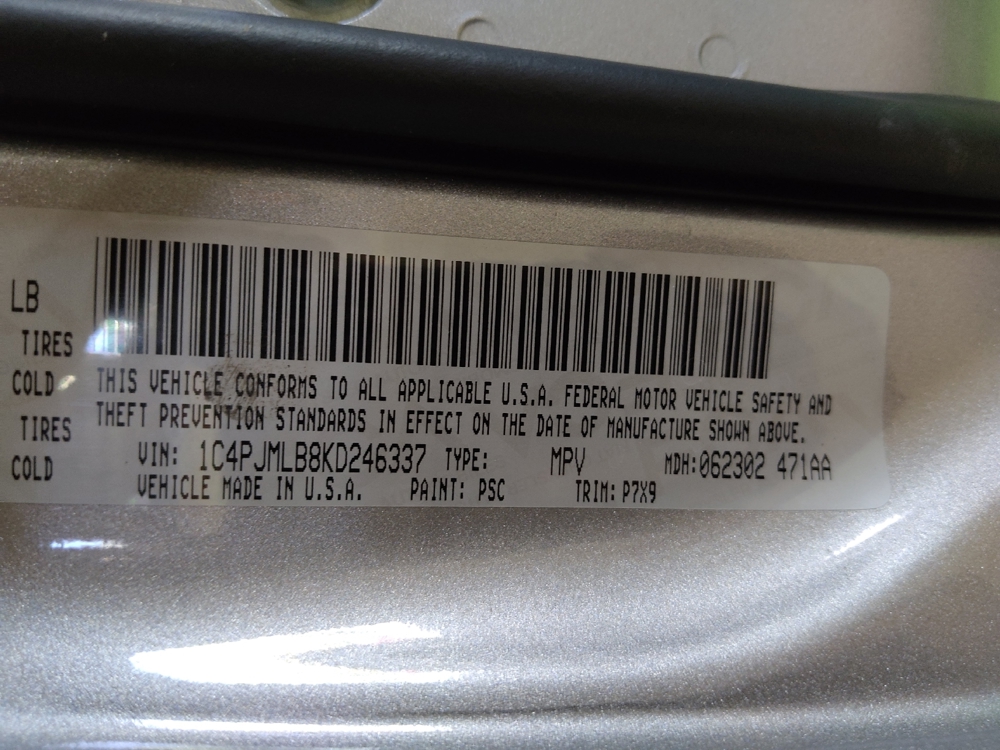 LB
TIRES
COLD
TIRES
COLD
THIS VEHICLE CONFORMS TO ALL APPLICABLE U.S.A. FEDERAL MOTOR VEHICLE SAFETY AND
THEFT PREVENTION STANDARDS IN EFFECT ON THE DATE OF MANUFACTURE SHOWN ABOVE.
VIN: 1C4PJMLB8KD246337 TYPE: MPV MDH:062302 471AA
VEHICLE MADE IN U.S.A. PAINT: PSC TRIM: P7X9